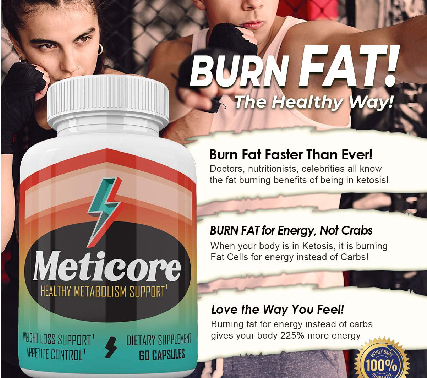 BURN FAT!
The Healthy Way!
Burn Fat Faster Than Ever!
Doctors, nutritionists, celebrities all know
the fat burning benefits of being in ketosis!
BURN FAT for Energy, Not Crabs
When your body is in Ketosis, it is burning
Fat Cells for energy instead of Carbs!
Love the Way You Feel!
Burning fat for energy instead of carbs
gives your body 225% more energy
100%
Meticore
HEALTHY METABOLISM SUPPORT†
WEIGHT LOSS SUPPORT†
APPETITE CONTROL†
DIETARY SUPPLEMENT
60 CAPSULES